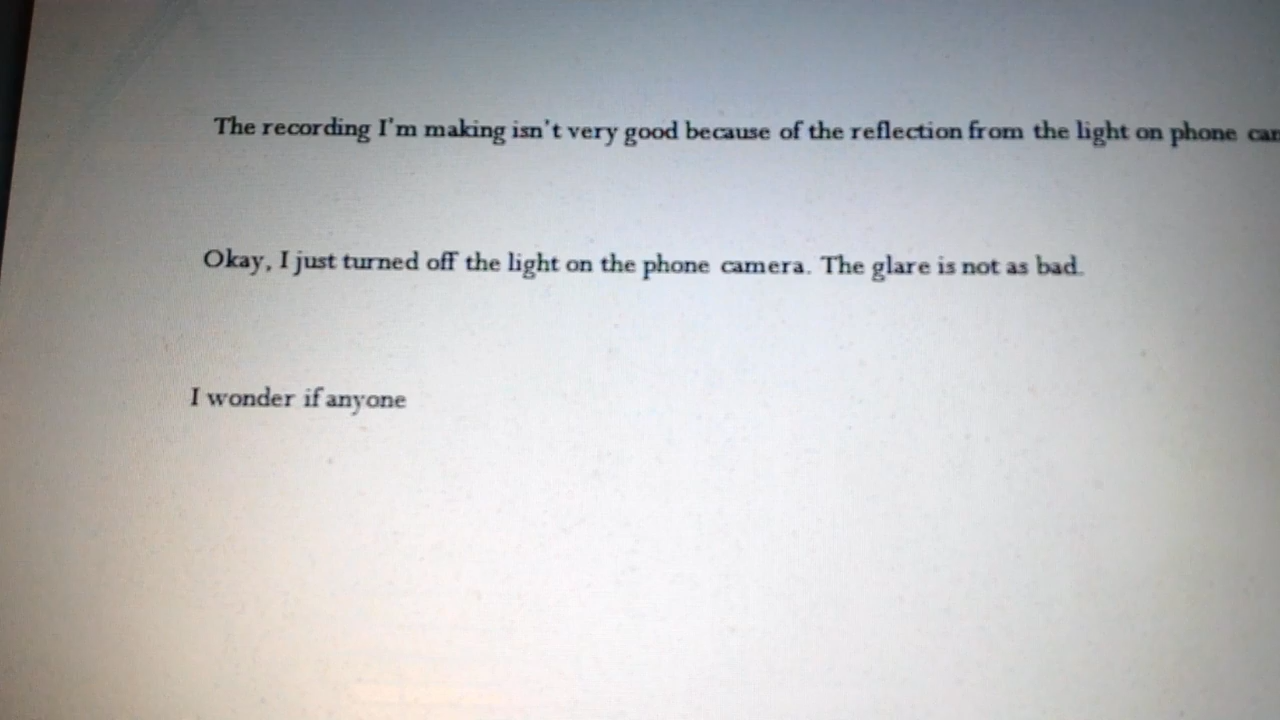 The recording I'm making isn't very good because of the reflection from the light on phone
Okay, I just turned off the light on the phone camera. The glare is not as bad.
I wonder if anyone